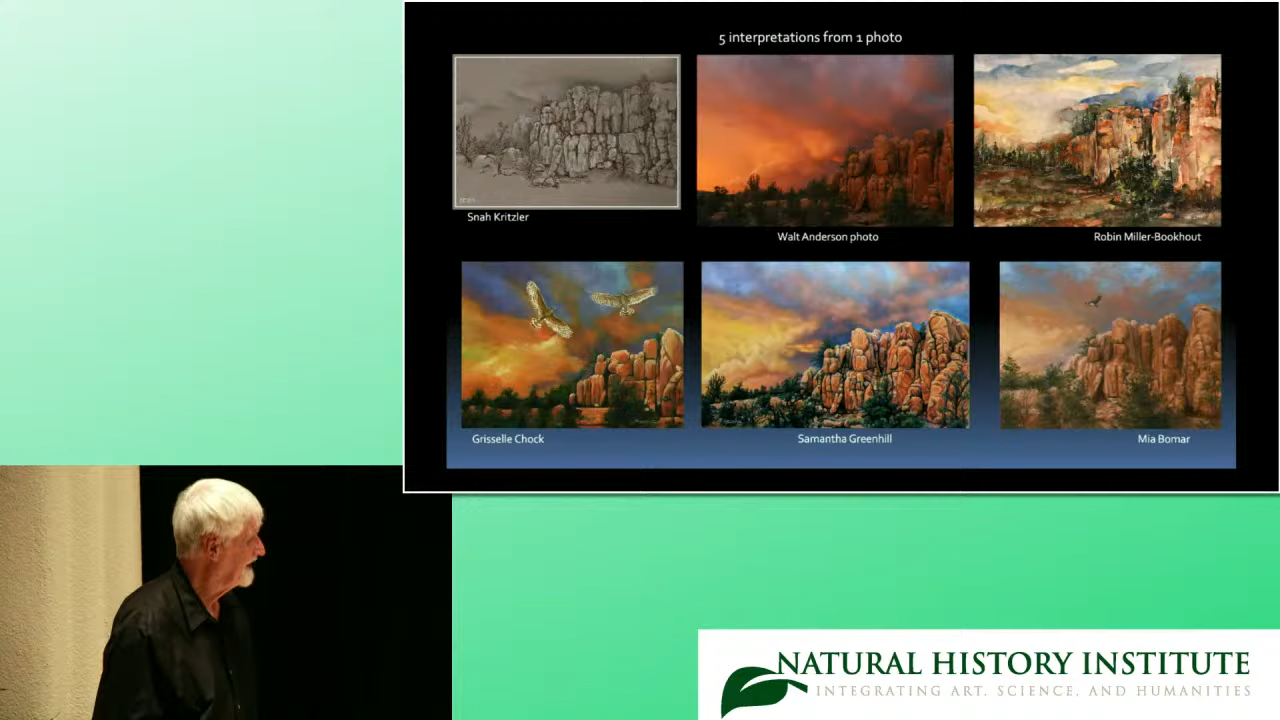 5 interpretations from 1 photo
Snah Kritzler
Walt Anderson photo
Robin Miller-Bookhout
Grisselle Chock
Samantha Greenhill
Mia Bomar
NATURAL HISTORY INSTITUTE
INTEGRATING ART, SCIENCE, AND HUMANITIES